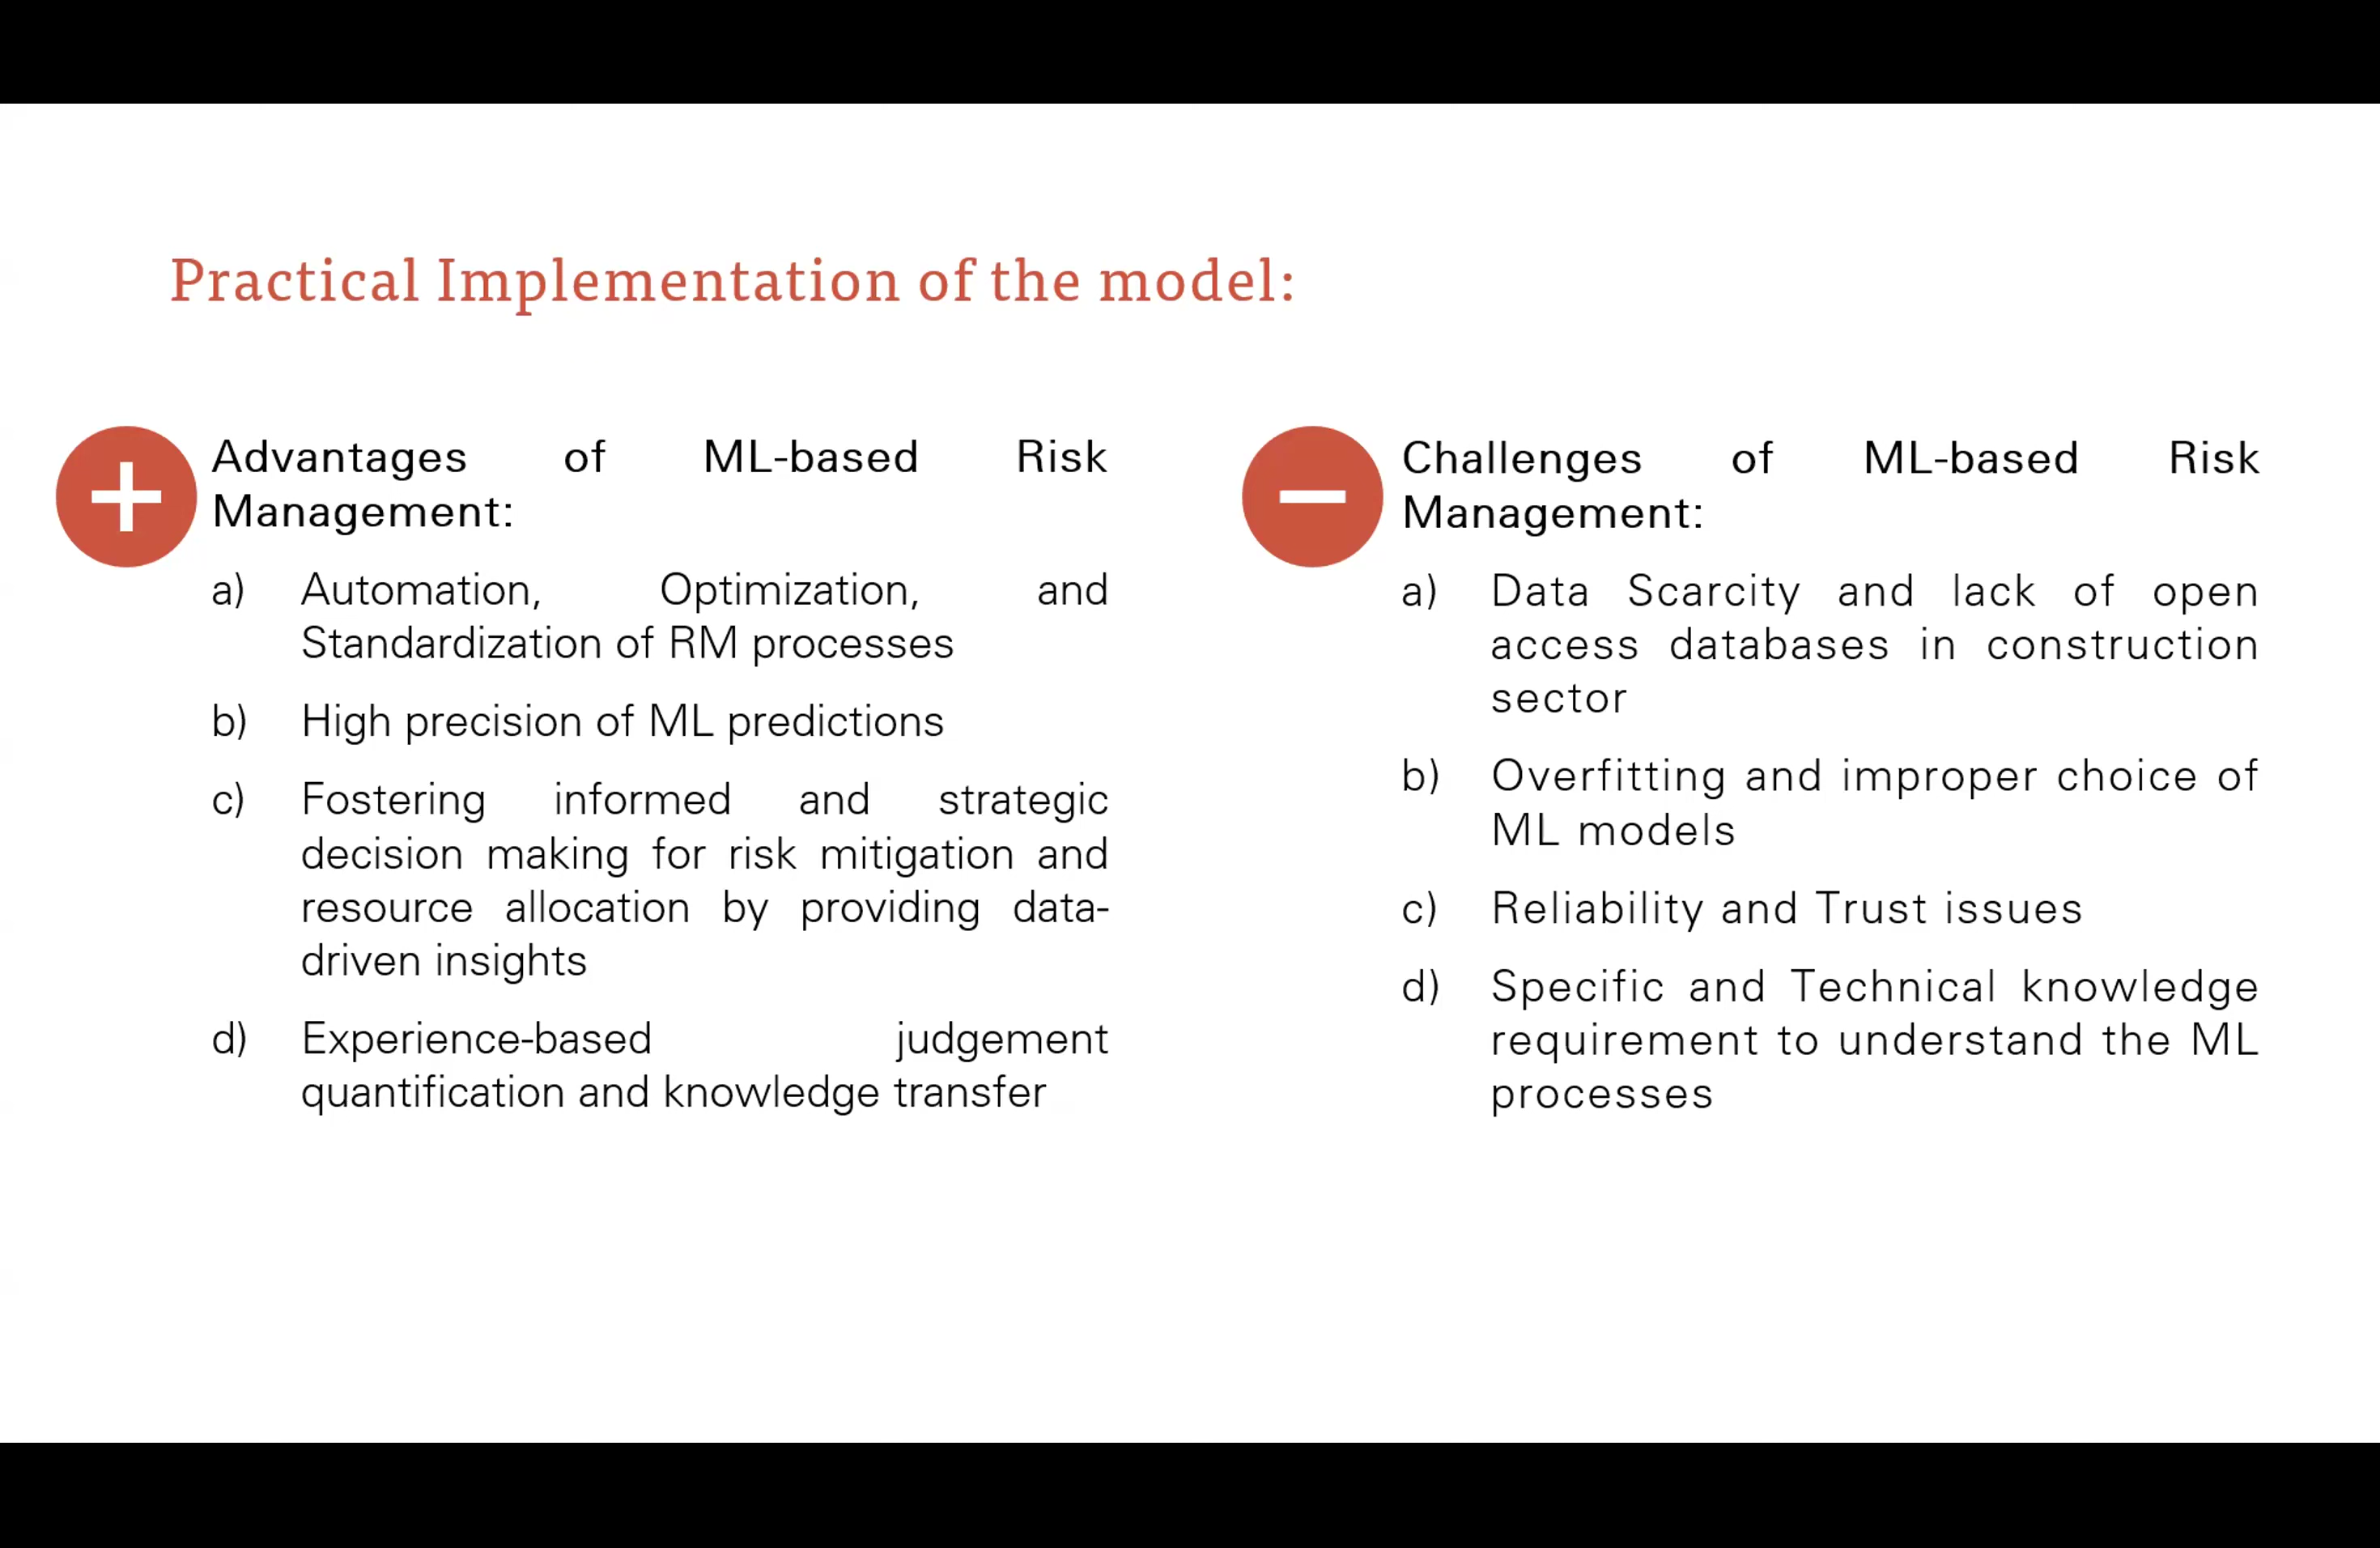 Practical Implementation of the model:
Advantages of ML-based Risk
Management:
a) Automation, Optimization, and
Standardization of RM processes
b) High precision of ML predictions
c) Fostering informed and strategic
decision making for risk mitigation and
resource allocation by providing data-
driven insights
d) Experience-based judgement
quantification and knowledge transfer
Challenges of ML-based Risk
Management:
a) Data Scarcity and lack of open
access databases in construction
sector
b) Overfitting and improper choice of
ML models
c) Reliability and Trust issues
d) Specific and Technical knowledge
requirement to understand the ML
processes